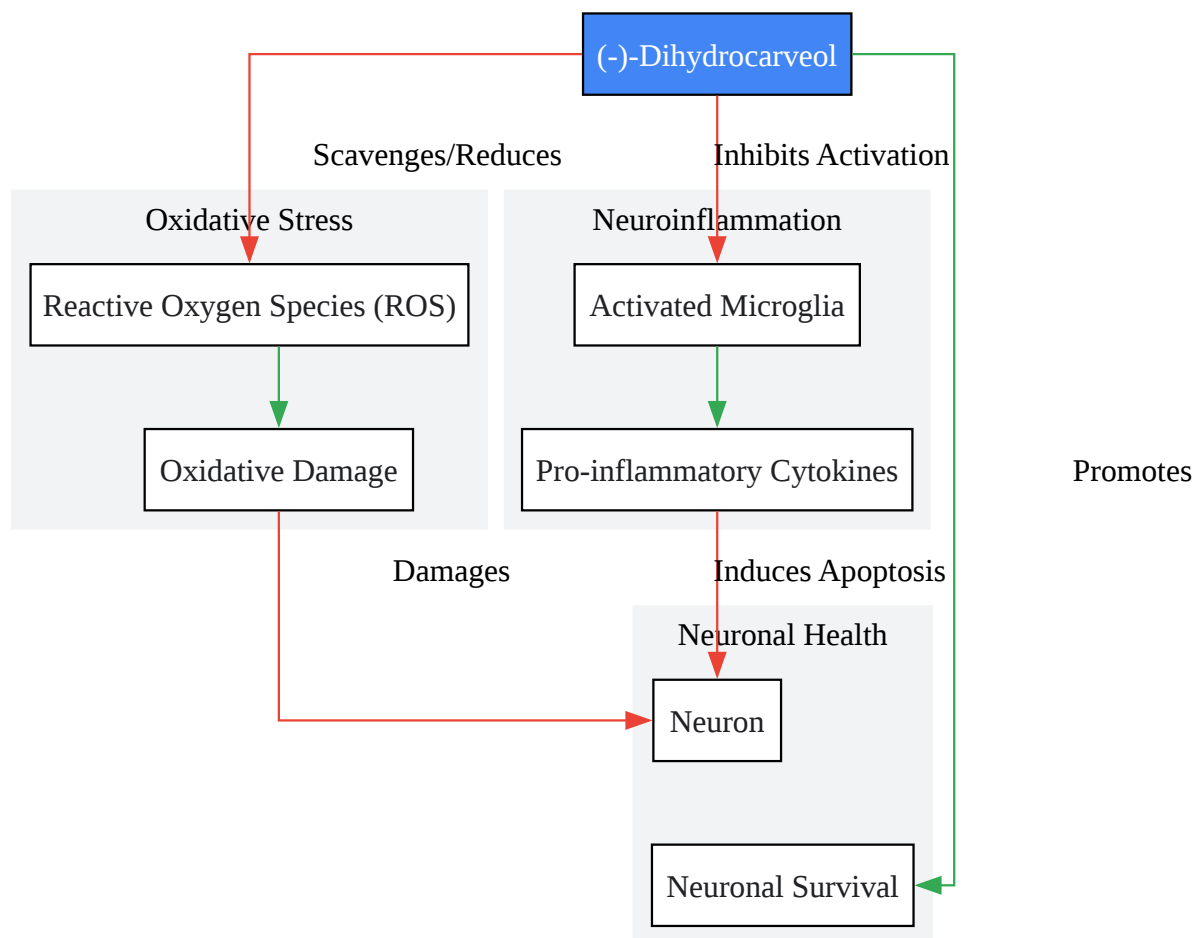 (-)-Dihydrocarveol
Scavenges/Reduces
Inhibits Activation
Oxidative Stress
Neuroinflammation
Reactive Oxygen Species (ROS)
Activated Microglia
Oxidative Damage
Pro-inflammatory Cytokines
Promotes
Damages
Induces Apoptosis
Neuronal Health
Neuron
Neuronal Survival